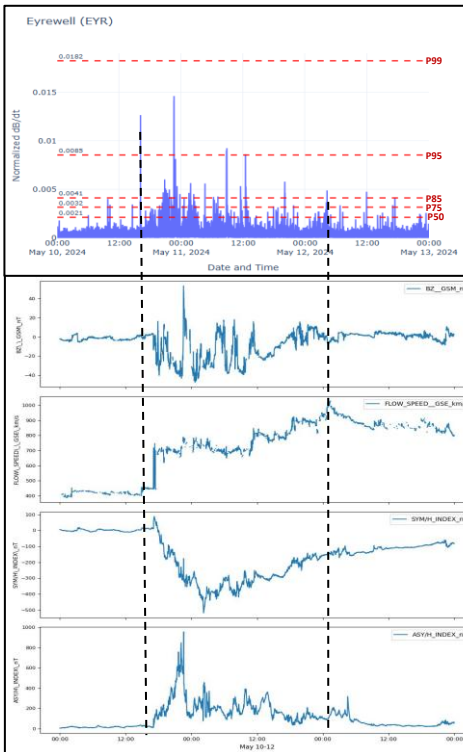 Eyrewell (EYR)
0.0182
P99
0.015
Normalized dB/dt
0.01
0.0089
P95
0.005
0.0041
P85
0.0032
P75
0.0021
P50
0
00:00 12:00 00:00 12:00 00:00 12:00 00:00
May 10, 2024 May 11, 2024 May 12, 2024 May 13, 2024
Date and Time
40
20
0
−20
−40
1000
900
800
700
600
500
400
100
0
−100
−200
−300
−400
−500
SYM/H_INDEX_nT
1000
800
600
400
200
0
ASY/H_INDEX_nT
00:00 12:00 00:00 12:00 00:00 12:00 00:00
May 10-12